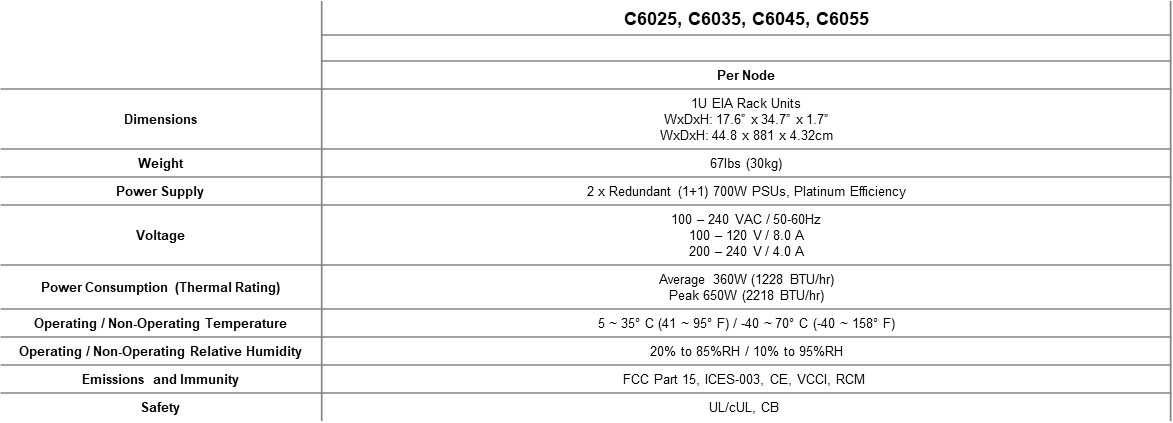 C6025, C6035, C6045, C6055
Per Node
Dimensions
1U EIA Rack Units
WxDxH: 17.6” x 34.7” x 1.7”
WxDxH: 44.8 x 881 x 4.32cm
Weight
67lbs (30kg)
Power Supply
2 x Redundant (1+1) 700W PSUs, Platinum Efficiency
Voltage
100 – 240 VAC / 50-60Hz
100 – 120 V / 8.0 A
200 – 240 V / 4.0 A
Power Consumption (Thermal Rating)
Average 360W (1228 BTU/hr)
Peak 650W (2218 BTU/hr)
Operating / Non-Operating Temperature
5 ~ 35° C (41 ~ 95° F) / -40 ~ 70° C (-40 ~ 158° F)
Operating / Non-Operating Relative Humidity
20% to 85%RH / 10% to 95%RH
Emissions and Immunity
FCC Part 15, ICES-003, CE, VCCI, RCM
Safety
UL/cUL, CB